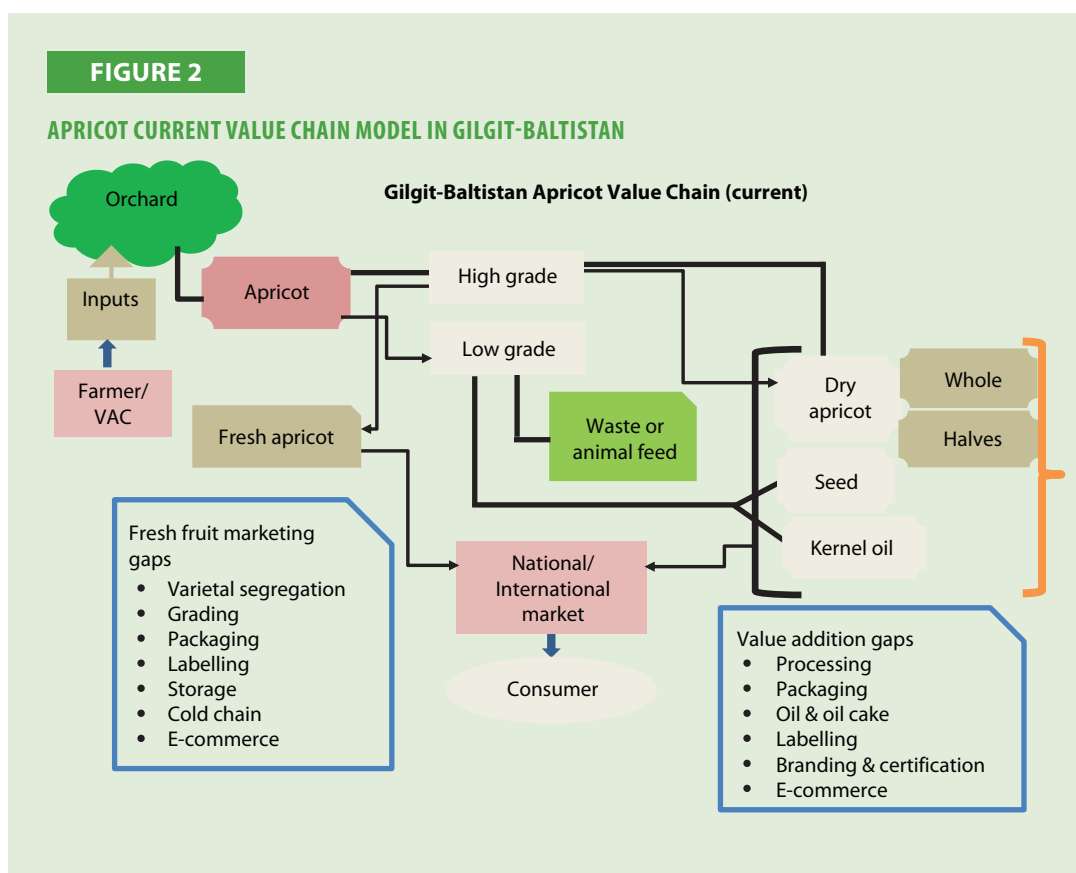 FIGURE 2
APRICOT CURRENT VALUE CHAIN MODEL IN GILGIT-BALTISTAN
Gilgit-Baltistan Apricot Value Chain (current)
Orchard
Inputs
Farmer/
VAC
Apricot
High grade
Low grade
Fresh apricot
Waste or
animal feed
Dry
apricot
Whole
Halves
Seed
Kernel oil
National/
International
market
Consumer
Fresh fruit marketing
gaps
• Varietal segregation
• Grading
• Packaging
• Labelling
• Storage
• Cold chain
• E-commerce
Value addition gaps
• Processing
• Packaging
• Oil & oil cake
• Labelling
• Branding & certification
• E-commerce